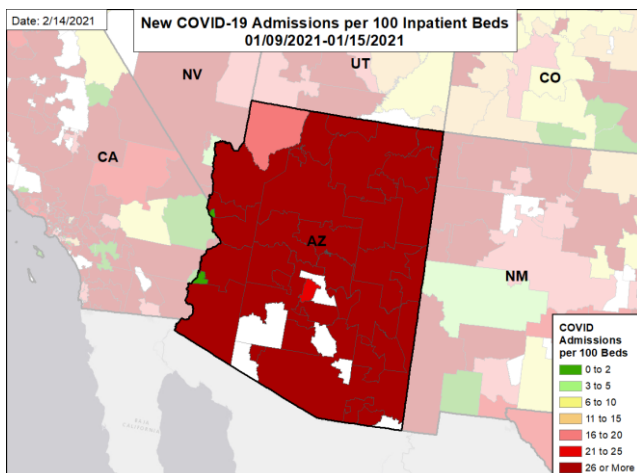 Date: 2/14/2021
New COVID-19 Admissions per 100 Inpatient Beds
01/09/2021-01/15/2021
NV
UT
CO
CA
AZ
NM
BAJA
CALIFORNIA
COVID
Admissions
per 100 Beds
0 to 2
3 to 5
6 to 10
11 to 15
16 to 20
21 to 25
26 or More